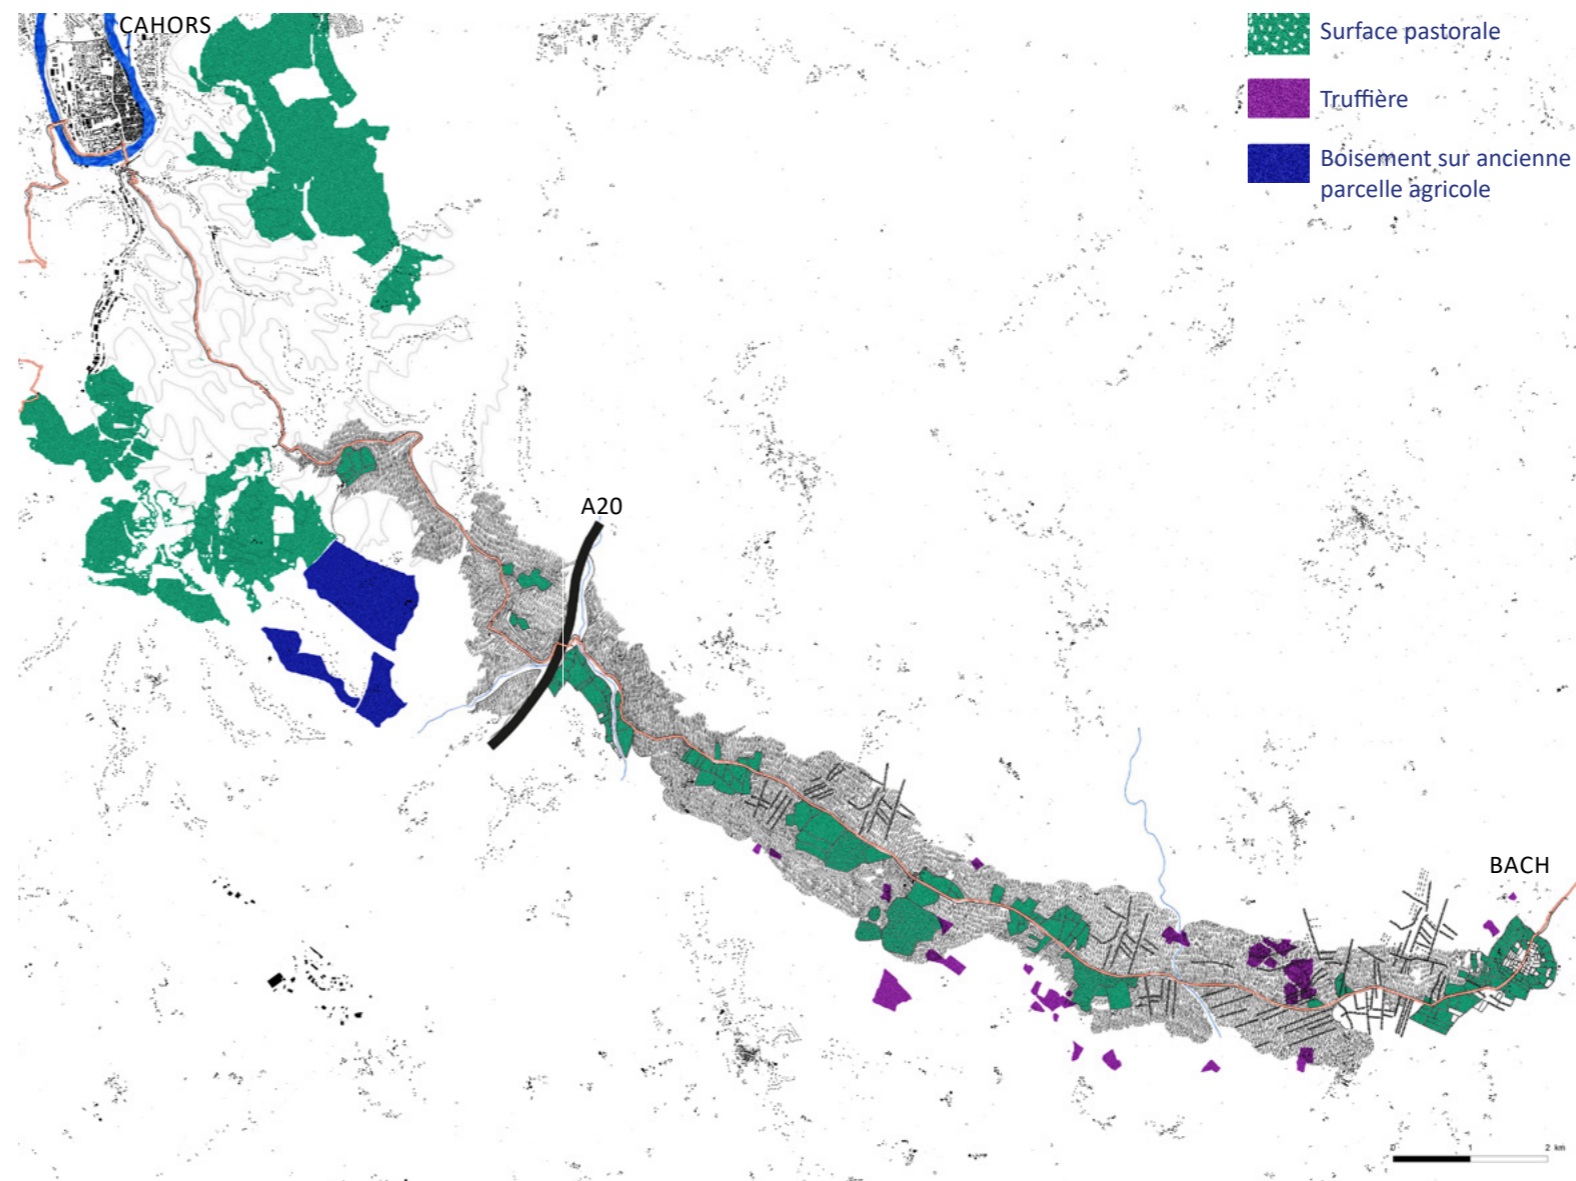 CAHORS
Surface pastorale
Truffière
Boisement sur ancienne
parcelle agricole
A20
BACH
0 1 2 km